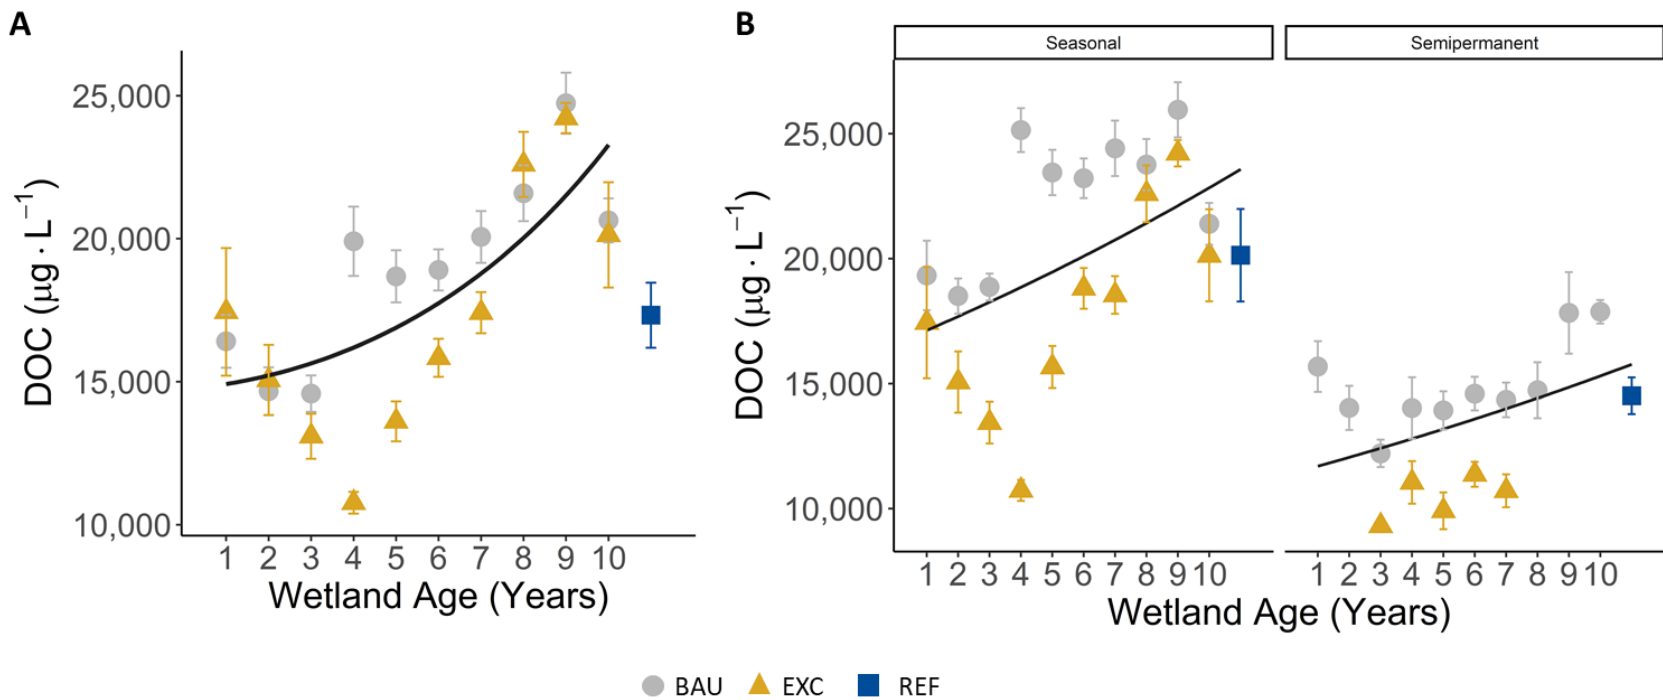 A
25,000
20,000
15,000
10,000
DOC (µg · L⁻¹)
1 2 3 4 5 6 7 8 9 10
Wetland Age (Years)
B
Seasonal
Semipermanent
25,000
20,000
15,000
10,000
DOC (µg · L⁻¹)
1 2 3 4 5 6 7 8 9 10
1 2 3 4 5 6 7 8 9 10
Wetland Age (Years)
BAU EXC REF